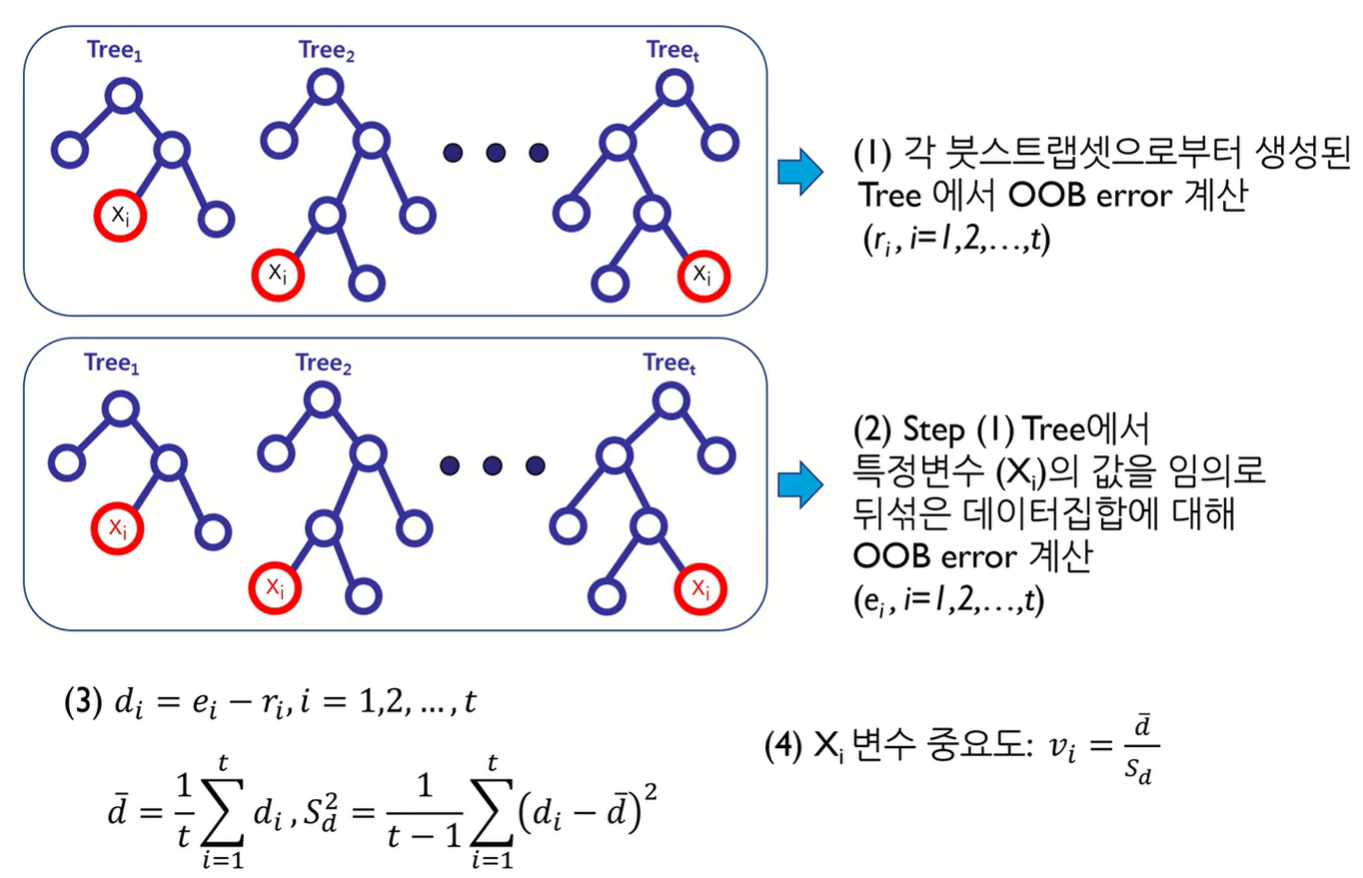 Tree₁
Tree₂
Treeₜ
Xᵢ
Xᵢ
Xᵢ
(1) 각 붓스트랩셋으로부터 생성된
Tree 에서 OOB error 계산
(rᵢ, i=1,2,…,t)
Tree₁
Tree₂
Treeₜ
Xᵢ
Xᵢ
Xᵢ
(2) Step (1) Tree에서
특정변수 (Xᵢ)의 값을 임의로
뒤섞은 데이터집합에 대해
OOB error 계산
(eᵢ, i=1,2,…,t)
(3) dᵢ = eᵢ − rᵢ, i = 1,2, …, t
d̄ = 1/t ∑ᵢ₌₁ᵗ dᵢ , S_d² = 1/(t − 1) ∑ᵢ₌₁ᵗ (dᵢ − d̄)²
(4) Xᵢ 변수 중요도: vᵢ = d̄/s_d